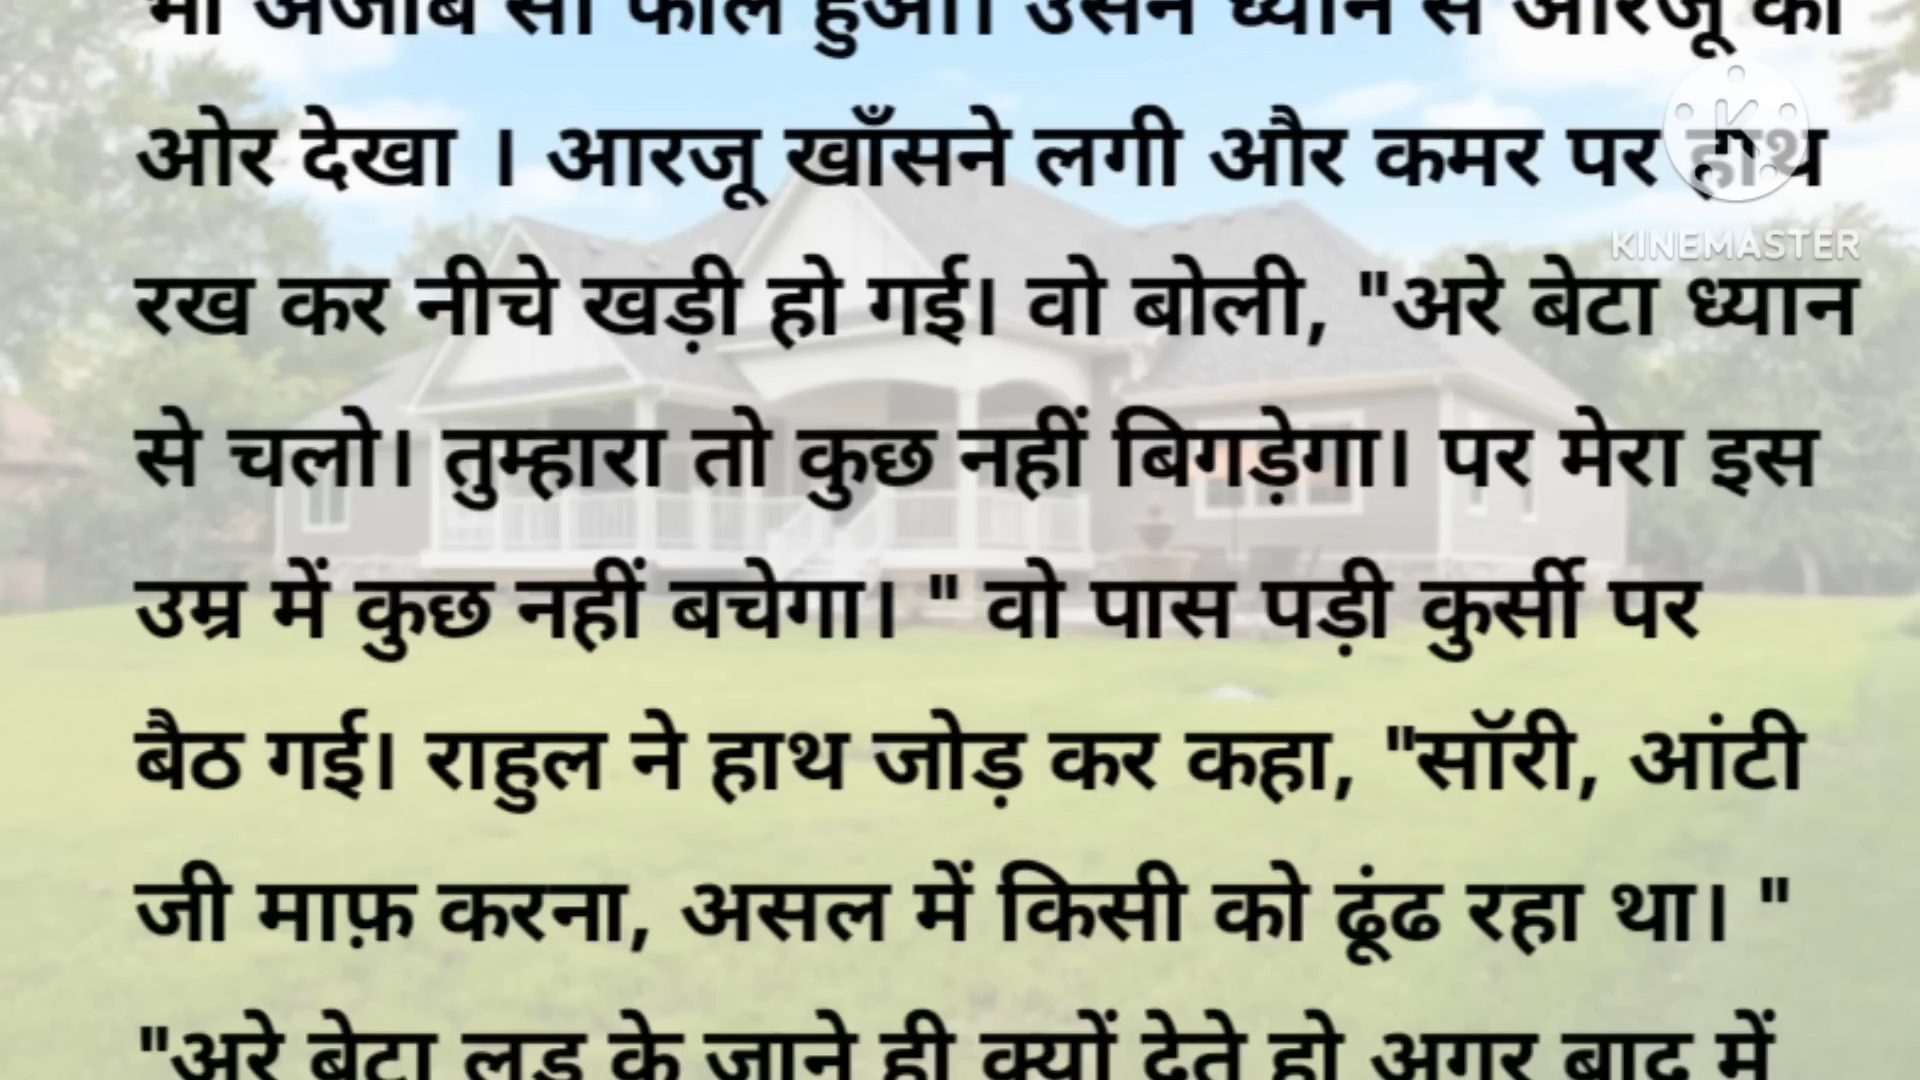 भी अजीब सा फील हुआ। उसने ध्यान से आरजू की
ओर देखा । आरजू खाँसने लगी और कमर पर हाथ
KINEMASTER
रख कर नीचे खड़ी हो गई। वो बोली, "अरे बेटा ध्यान
से चलो। तुम्हारा तो कुछ नहीं बिगड़ेगा। पर मेरा इस
उम्र में कुछ नहीं बचेगा। " वो पास पड़ी कुर्सी पर
बैठ गई। राहुल ने हाथ जोड़ कर कहा, "सॉरी, आंटी
जी माफ़ करना, असल में किसी को ढूंढ रहा था। "
"अरे बेटा लड़ के जाने ही क्यों देते हो अगर बाद में